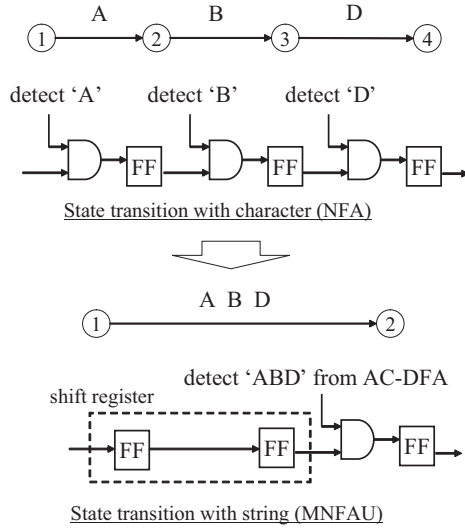 A B D
1 2 3 4
detect ‘A’ detect ‘B’ detect ‘D’
FF FF FF
State transition with character (NFA)
A B D
1 2
detect ‘ABD’ from AC-DFA
shift register
FF FF FF
State transition with string (MNFAU)